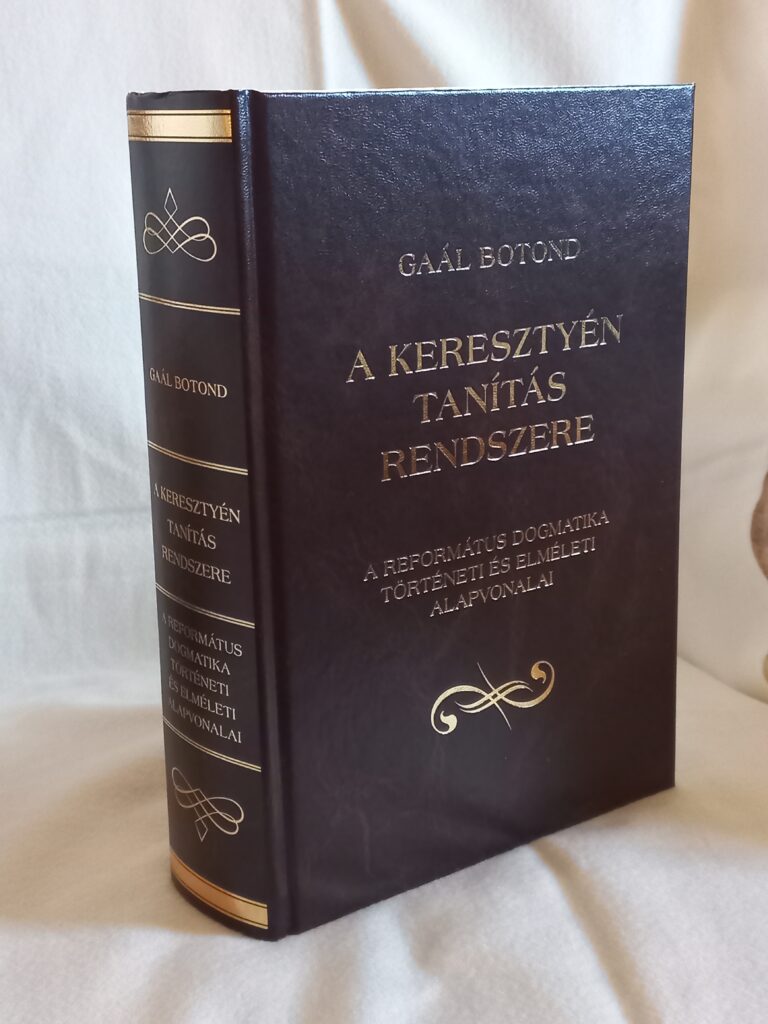 GAÁL BOTOND
A KERESZTYÉN
TANÍTÁS
RENDSZERE
A REFORMÁTUS
DOGMATIKA
TÖRTÉNETI
ÉS ELMÉLETI
ALAPVONALAI
GAÁL BOTOND
A KERESZTYÉN
TANÍTÁS
RENDSZERE
A REFORMÁTUS DOGMATIKA
TÖRTÉNETI ÉS ELMÉLETI
ALAPVONALAI